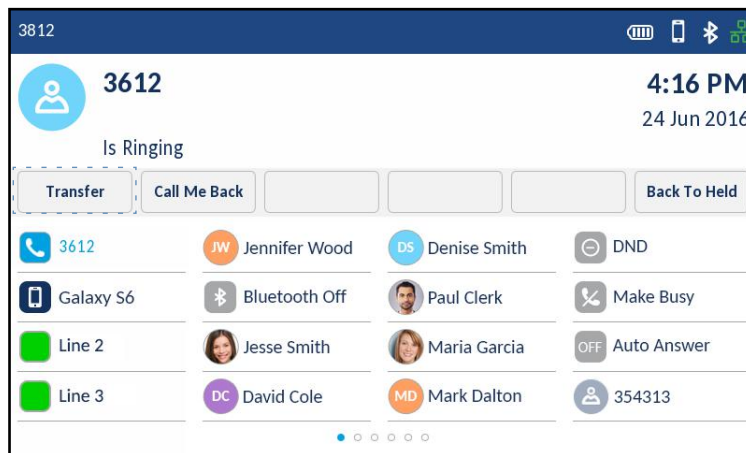 3812
3612
4:16 PM
24 Jun 2016
Is Ringing
Transfer Call Me Back Back To Held
3612 JW Jennifer Wood DS Denise Smith DND
Galaxy S6 Bluetooth Off Paul Clerk Make Busy
Line 2 Jesse Smith Maria Garcia OFF Auto Answer
Line 3 DC David Cole MD Mark Dalton 354313